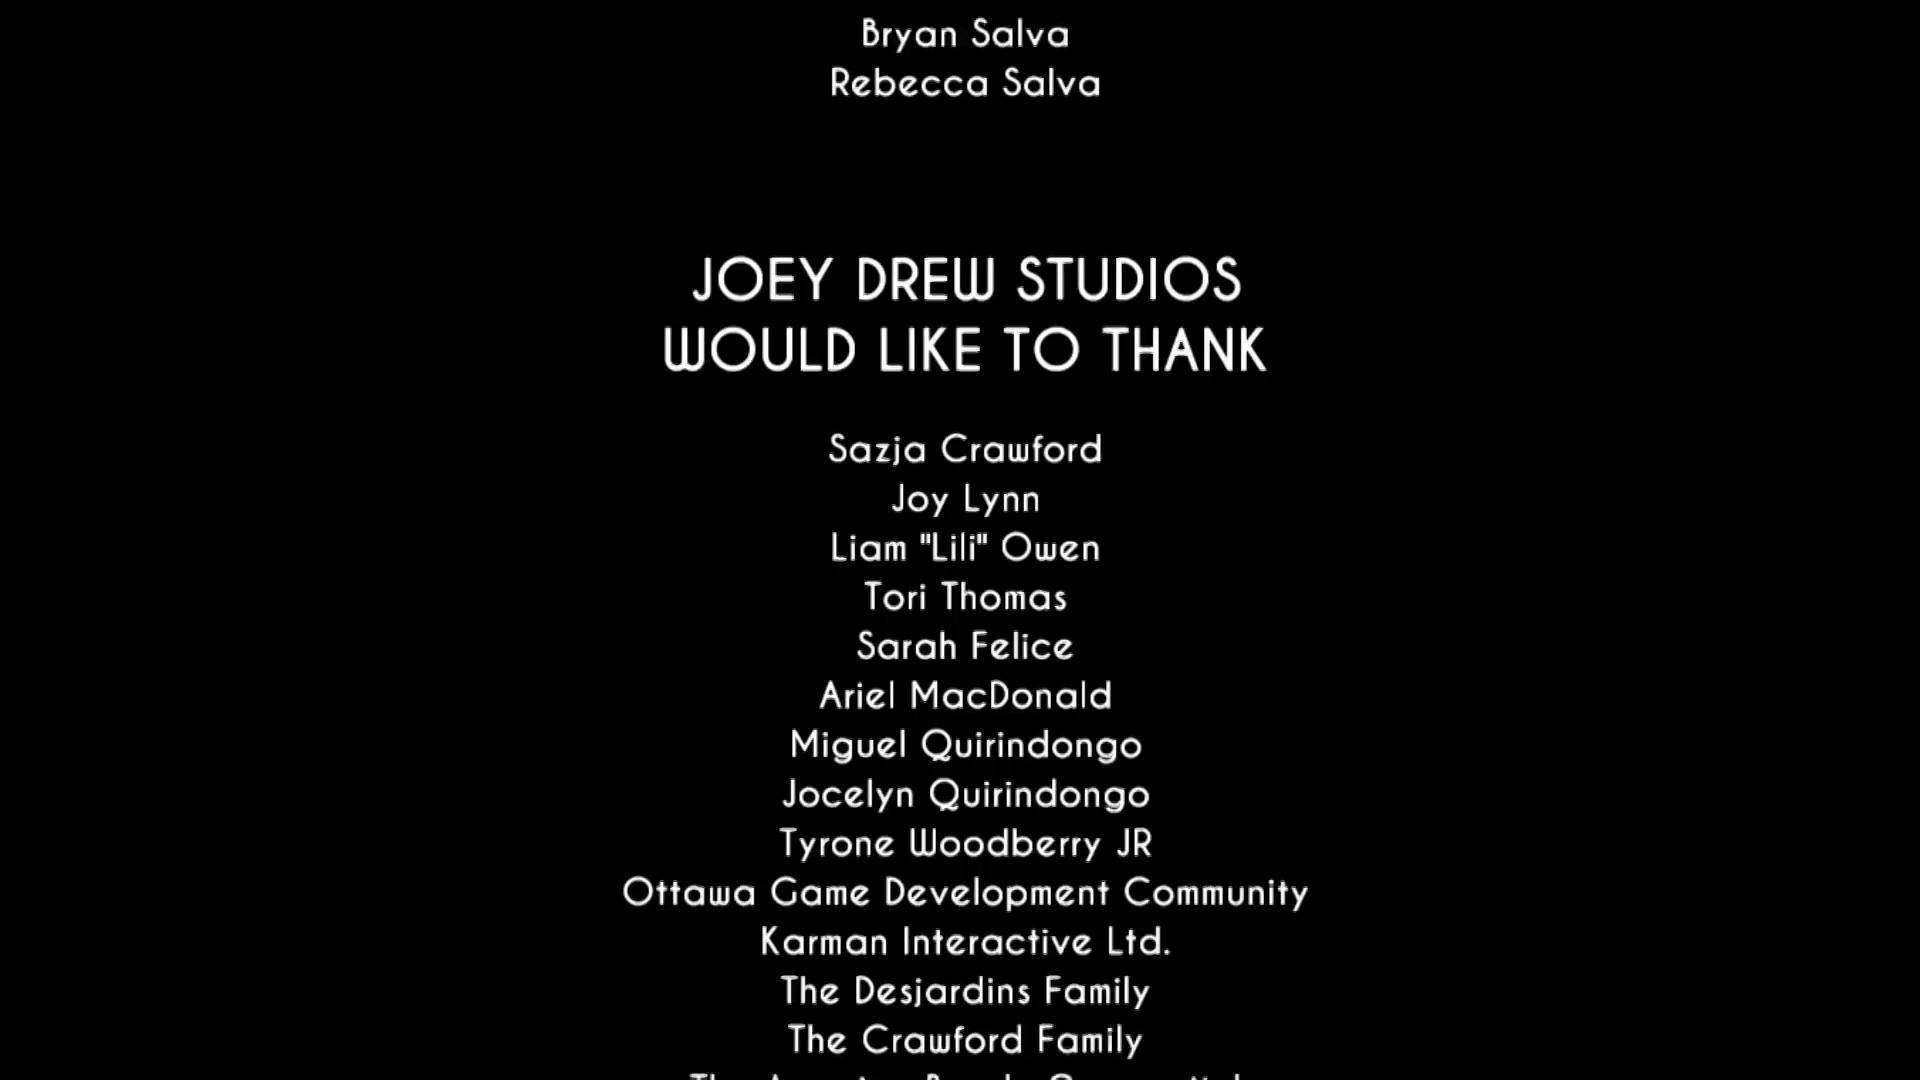 Bryan Salva
Rebecca Salva
JOEY DREW STUDIOS
WOULD LIKE TO THANK
Sazja Crawford
Joy Lynn
Liam "Lili" Owen
Tori Thomas
Sarah Felice
Ariel MacDonald
Miguel Quirindongo
Jocelyn Quirindongo
Tyrone Woodberry JR
Ottawa Game Development Community
Karman Interactive Ltd.
The Desjardins Family
The Crawford Family
The